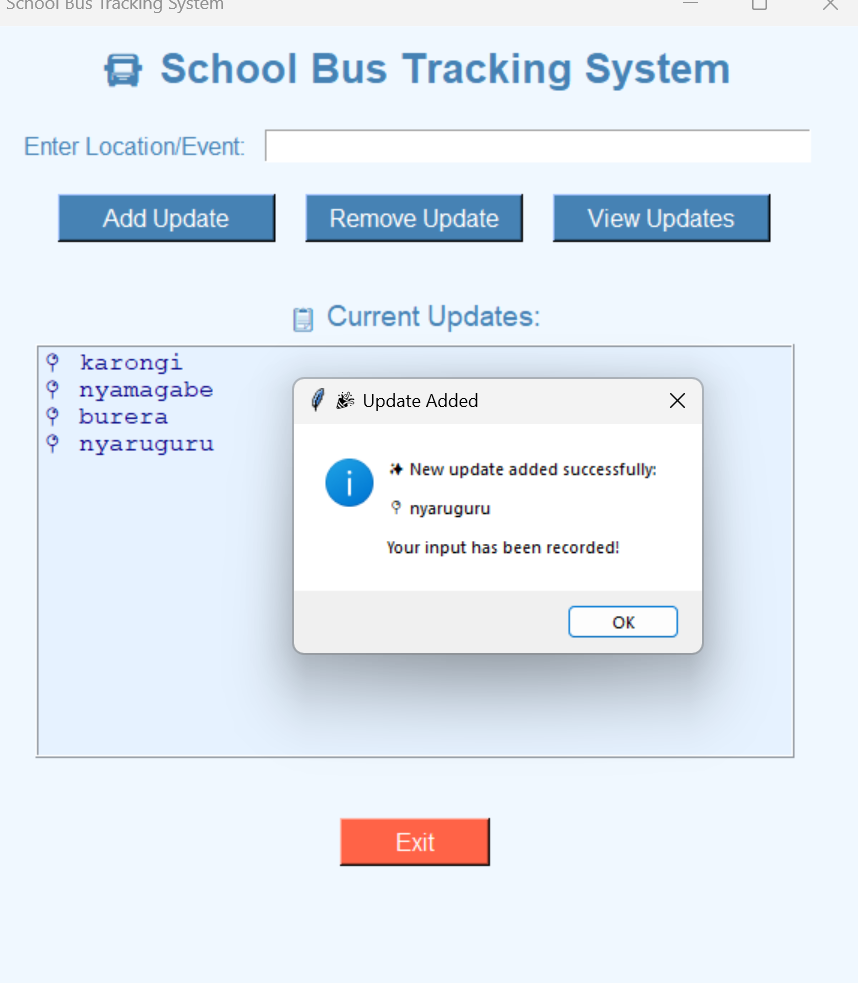 School Bus Tracking System
School Bus Tracking System
Enter Location/Event:
Add Update Remove Update View Updates
Current Updates:
karongi
nyamagabe
burera
nyaruguru
Update Added
New update added successfully:
nyaruguru
Your input has been recorded!
OK
Exit